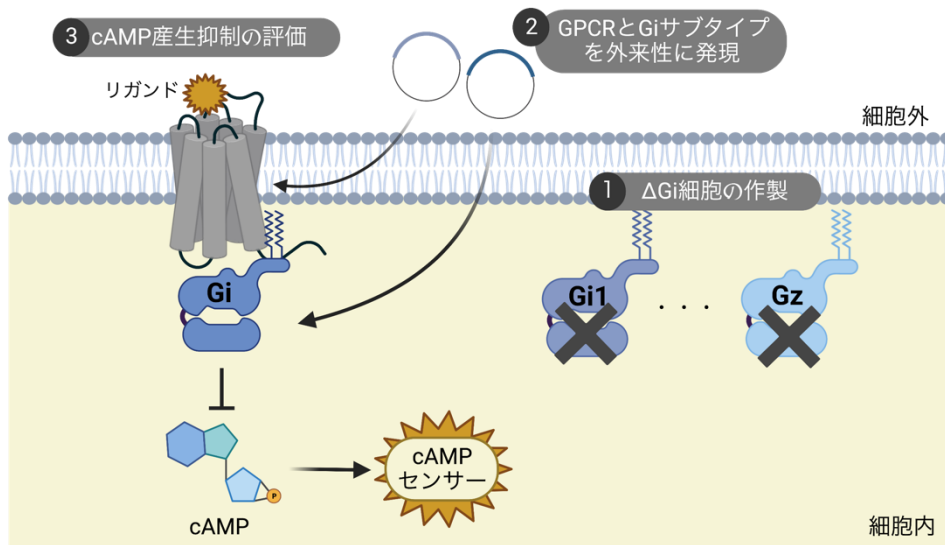 3 cAMP産生抑制の評価
2 GPCRとGiサブタイプ
を外来性に発現
リガンド
細胞外
1 ΔGi細胞の作製
Gi
Gi1
. . .
Gz
P
cAMP
cAMP
センサー
細胞内